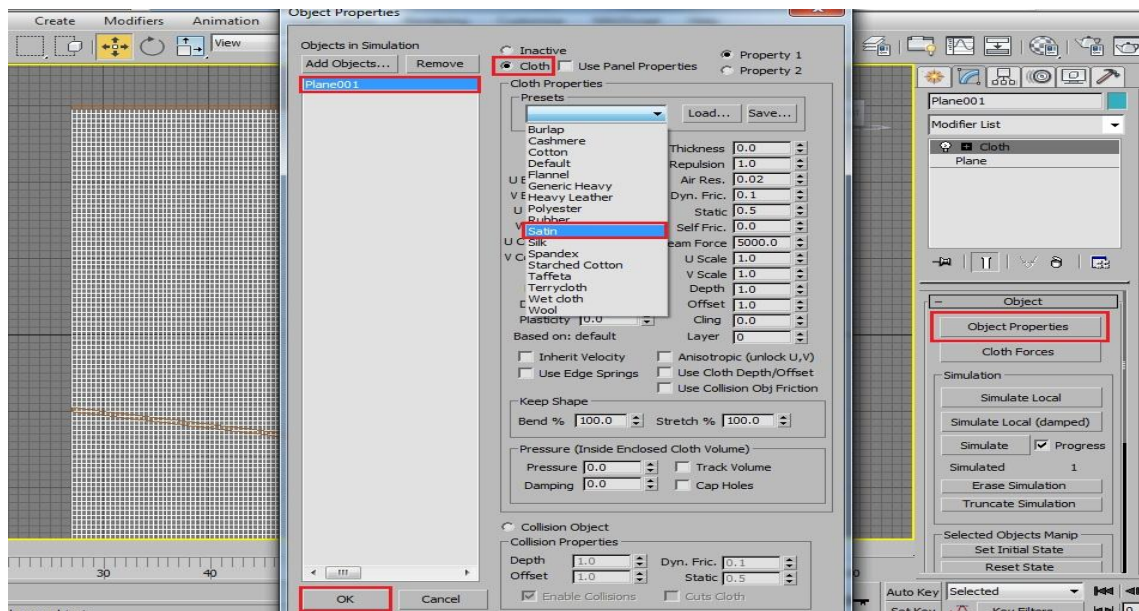 Create Modifiers Animation
View
Object Properties
Objects in Simulation
Add Objects... Remove
Plane001
Inactive
Cloth Use Panel Properties
Property 1
Property 2
Cloth Properties
Presets
Load... Save...
Burlap
Cashmere
Cotton
Default
Flannel
Generic Heavy
Heavy Leather
Polyester
Rubber
Satin
Silk
Spandex
Starched Cotton
Taffeta
Terrycloth
Wet cloth
Wool
Thickness 0.0
Repulsion 1.0
Air Res. 0.02
Dyn. Fric. 0.1
Static 0.5
Self Fric. 0.0
eam Force 5000.0
U Scale 1.0
V Scale 1.0
Depth 1.0
Offset 1.0
Plasticity 0.0 Cling 0.0
Based on: default Layer 0
Inherit Velocity Anisotropic (unlock U,V)
Use Edge Springs Use Cloth Depth/Offset
Use Collision Obj Friction
Keep Shape
Bend % 100.0 Stretch % 100.0
Pressure (Inside Enclosed Cloth Volume)
Pressure 0.0 Track Volume
Damping 0.0 Cap Holes
Collision Object
Collision Properties
Depth 1.0 Dyn. Fric. 0.1
Offset 1.0 Static 0.5
Enable Collisions Cuts Cloth
OK Cancel
30 40
Plane001
Modifier List
Cloth
Plane
Object
Object Properties
Cloth Forces
Simulation
Simulate Local
Simulate Local (damped)
Simulate Progress
Simulated 1
Erase Simulation
Truncate Simulation
Selected Objects Manip
Set Initial State
Reset State
Auto Key Selected
Set Key Key Filters